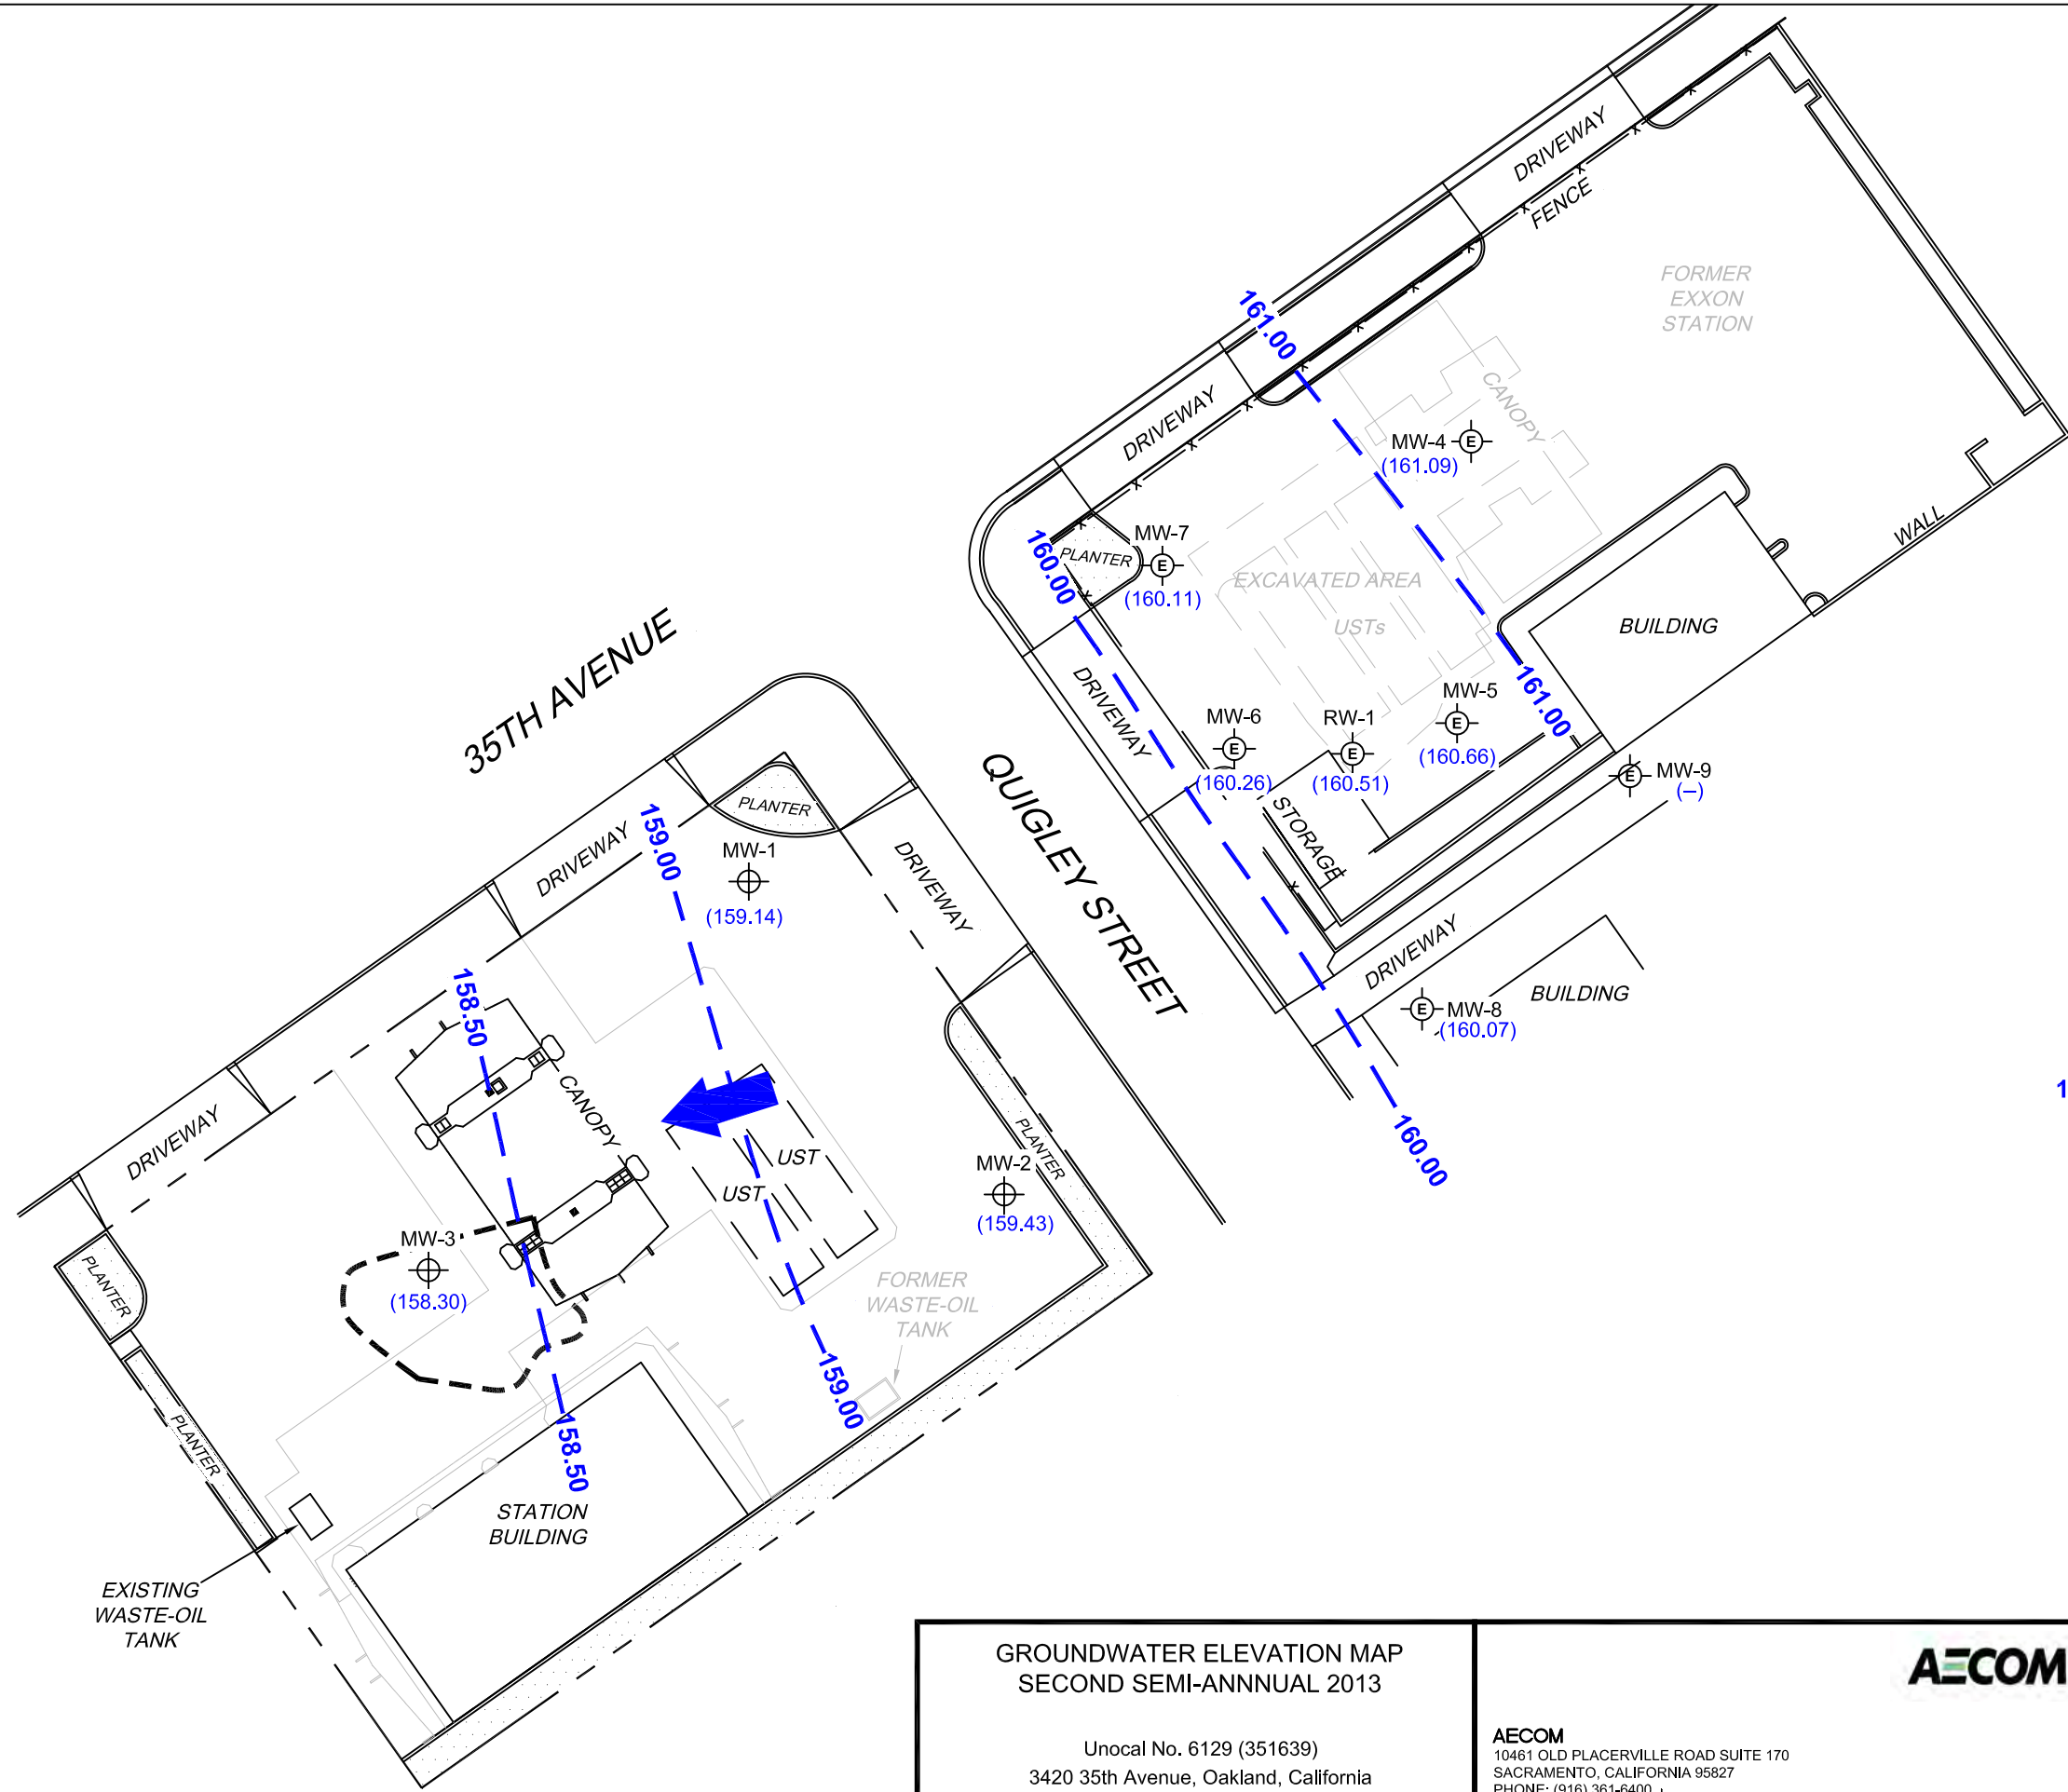 DRIVEWAY
FENCE
FORMER
EXXON
STATION
161.00
CANOPY
DRIVEWAY
MW-4 E
(161.09)
WALL
160.00
PLANTER
MW-7
E
(160.11)
EXCAVATED AREA
USTs
BUILDING
35TH AVENUE
DRIVEWAY
MW-6
E
(160.26)
RW-1
E
(160.51)
MW-5
E
(160.66)
161.00
E MW-9
(–)
QUIGLEY STREET
STORAGE
PLANTER
159.00
DRIVEWAY
MW-1
(159.14)
DRIVEWAY
DRIVEWAY
BUILDING
E MW-8
(160.07)
158.50
CANOPY
160.00
1
DRIVEWAY
UST
UST
MW-2
(159.43)
PLANTER
MW-3
(158.30)
PLANTER
FORMER
WASTE-OIL
TANK
159.00
PLANTER
158.50
STATION
BUILDING
EXISTING
WASTE-OIL
TANK
GROUNDWATER ELEVATION MAP
SECOND SEMI-ANNNUAL 2013
Unocal No. 6129 (351639)
3420 35th Avenue, Oakland, California
AECOM
AECOM
10461 OLD PLACERVILLE ROAD SUITE 170
SACRAMENTO, CALIFORNIA 95827
PHONE: (916) 361-6400